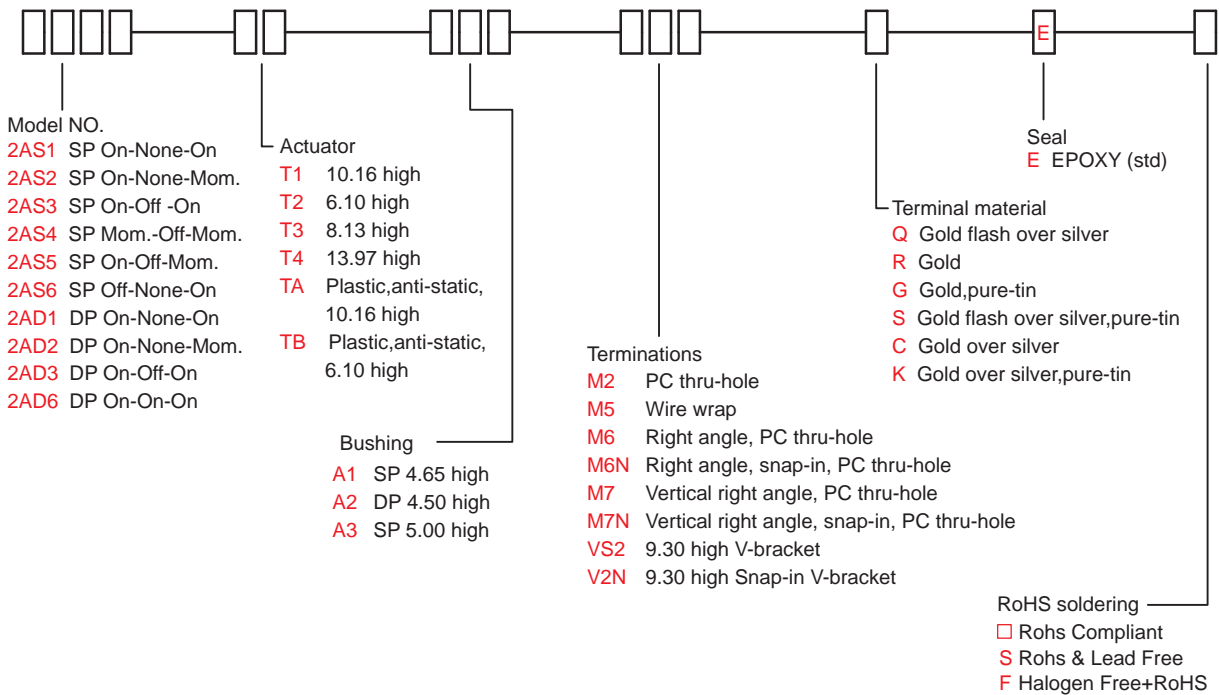 E
Model NO.
2AS1 SP On-None-On
2AS2 SP On-None-Mom.
2AS3 SP On-Off -On
2AS4 SP Mom.-Off-Mom.
2AS5 SP On-Off-Mom.
2AS6 SP Off-None-On
2AD1 DP On-None-On
2AD2 DP On-None-Mom.
2AD3 DP On-Off-On
2AD6 DP On-On-On
Actuator
T1 10.16 high
T2 6.10 high
T3 8.13 high
T4 13.97 high
TA Plastic,anti-static,
10.16 high
TB Plastic,anti-static,
6.10 high
Bushing
A1 SP 4.65 high
A2 DP 4.50 high
A3 SP 5.00 high
Terminations
M2 PC thru-hole
M5 Wire wrap
M6 Right angle, PC thru-hole
M6N Right angle, snap-in, PC thru-hole
M7 Vertical right angle, PC thru-hole
M7N Vertical right angle, snap-in, PC thru-hole
VS2 9.30 high V-bracket
V2N 9.30 high Snap-in V-bracket
Terminal material
Q Gold flash over silver
R Gold
G Gold,pure-tin
S Gold flash over silver,pure-tin
C Gold over silver
K Gold over silver,pure-tin
Seal
E EPOXY (std)
RoHS soldering
□ Rohs Compliant
S Rohs & Lead Free
F Halogen Free+RoHS